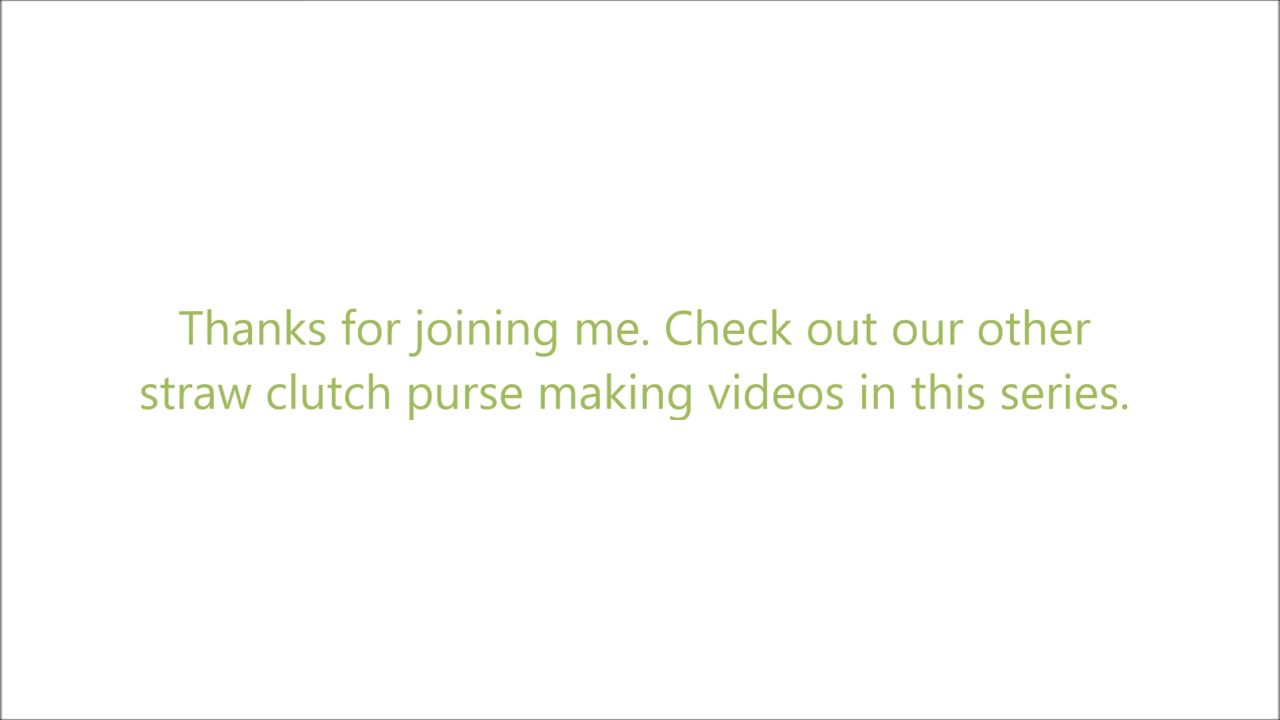 Thanks for joining me. Check out our other
straw clutch purse making videos in this series.